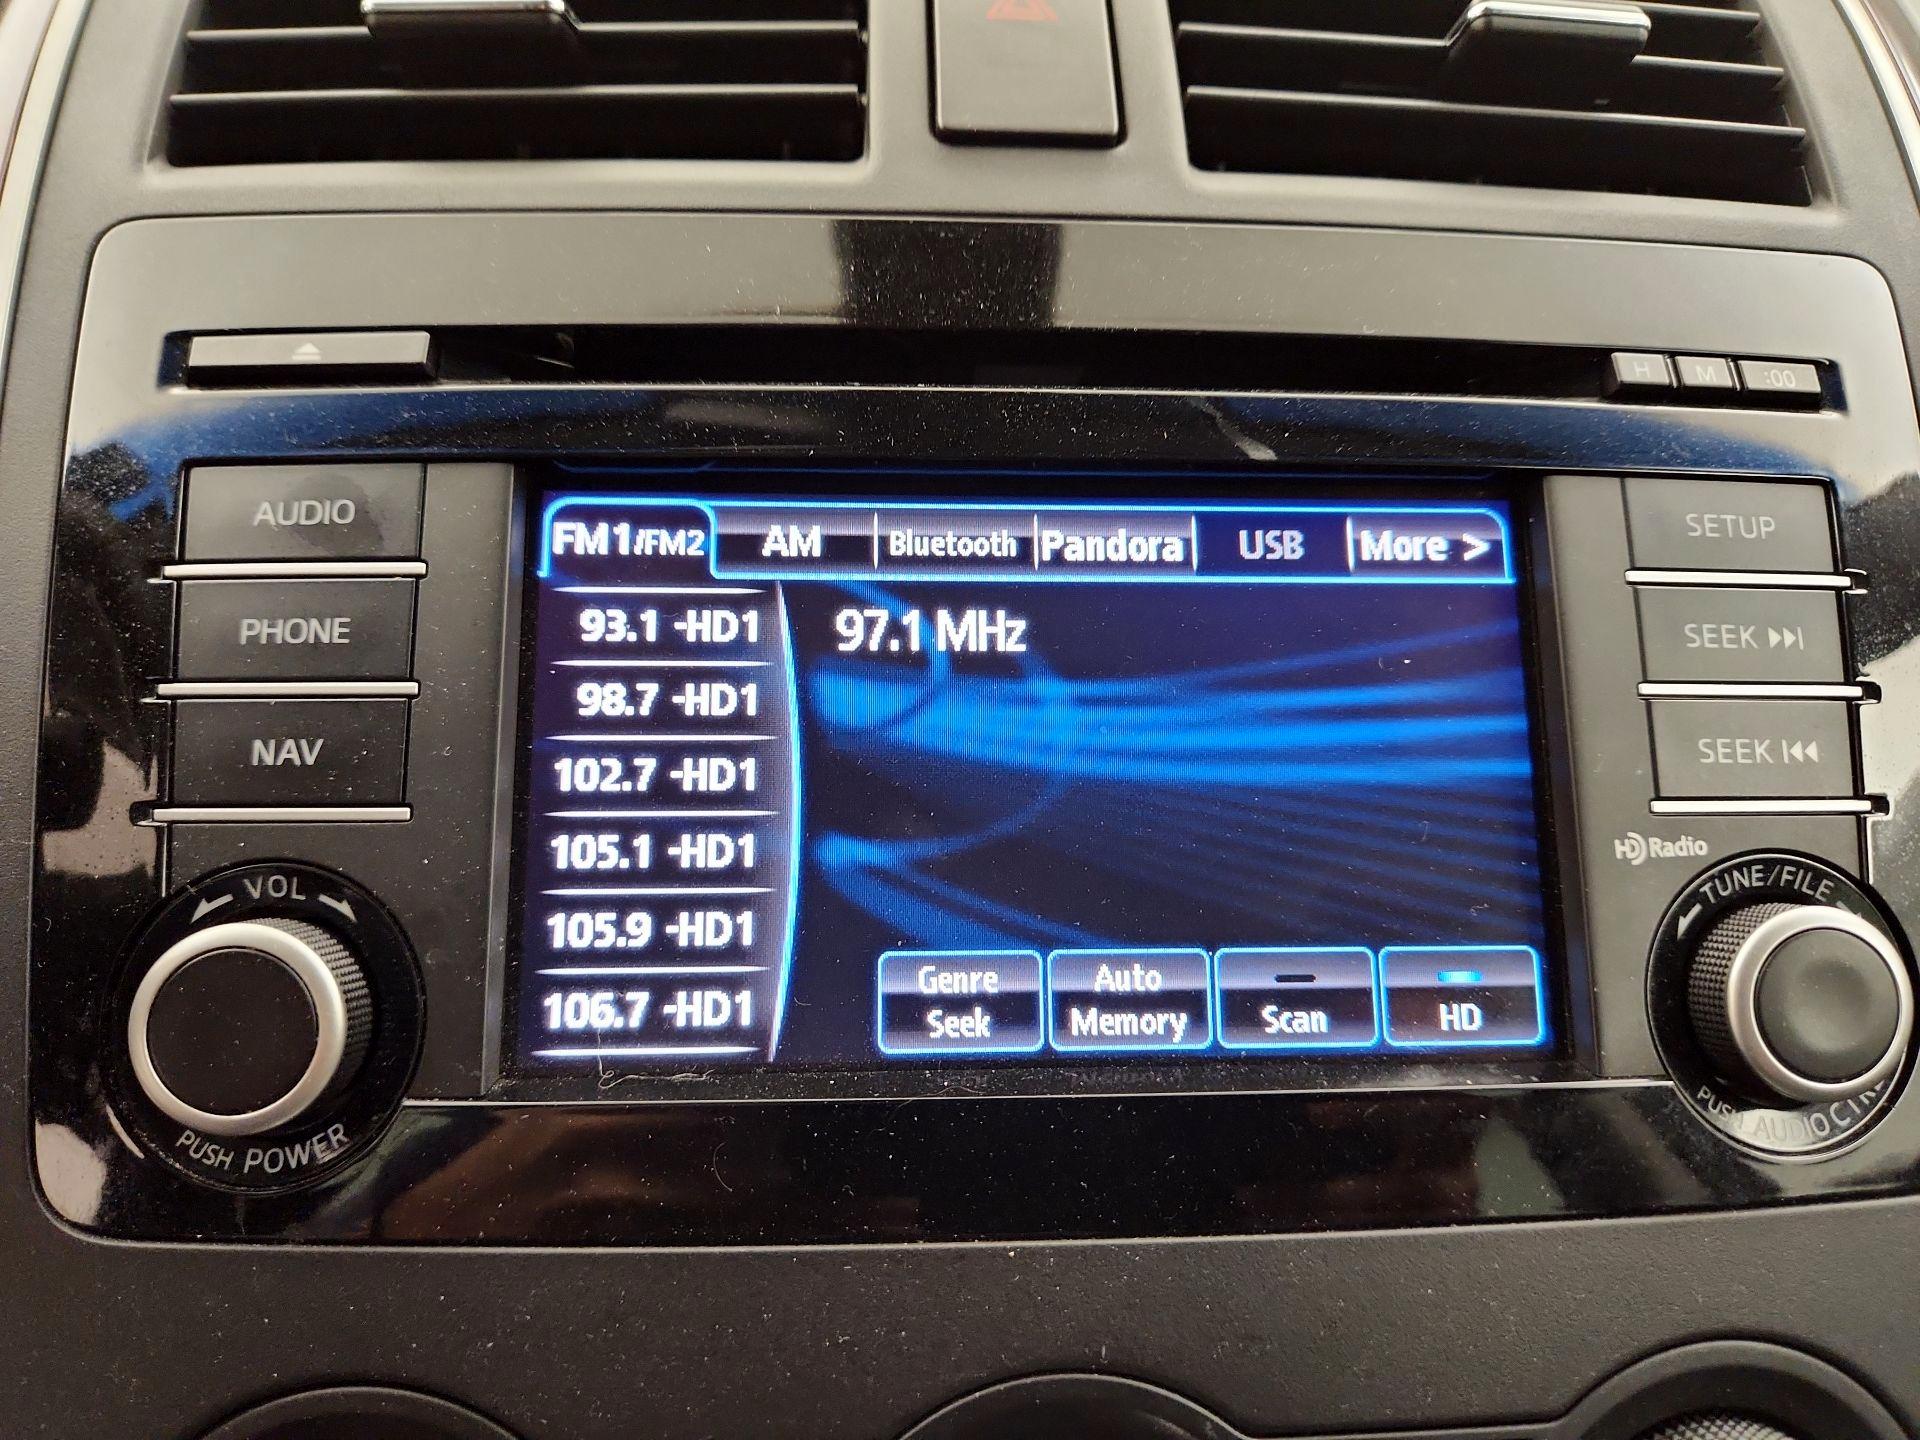 H M :00
AUDIO
PHONE
NAV
VOL
PUSH POWER
FM1/FM2 AM Bluetooth Pandora USB More >
93.1 -HD1
98.7 -HD1
102.7 -HD1
105.1 -HD1
105.9 -HD1
106.7 -HD1
97.1 MHz
Genre
Seek
Auto
Memory
Scan
HD
SETUP
SEEK
SEEK
HD Radio
TUNE/FILE
PUSH AUDIO